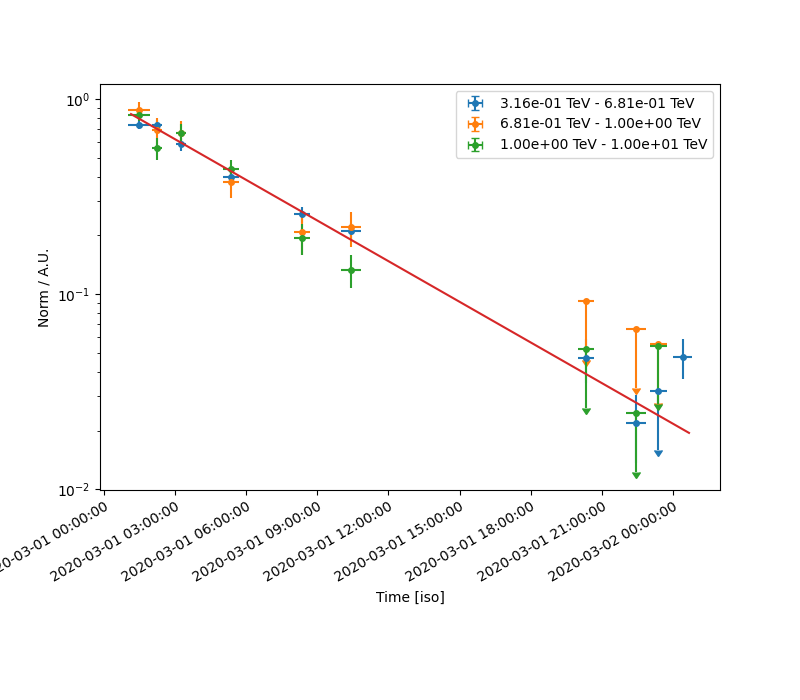 10⁰
10⁻¹
10⁻²
Norm / A.U.
3.16e-01 TeV - 6.81e-01 TeV
6.81e-01 TeV - 1.00e+00 TeV
1.00e+00 TeV - 1.00e+01 TeV
20-03-01 00:00:00
2020-03-01 03:00:00
2020-03-01 06:00:00
2020-03-01 09:00:00
2020-03-01 12:00:00
2020-03-01 15:00:00
2020-03-01 18:00:00
2020-03-01 21:00:00
2020-03-02 00:00:00
Time [iso]